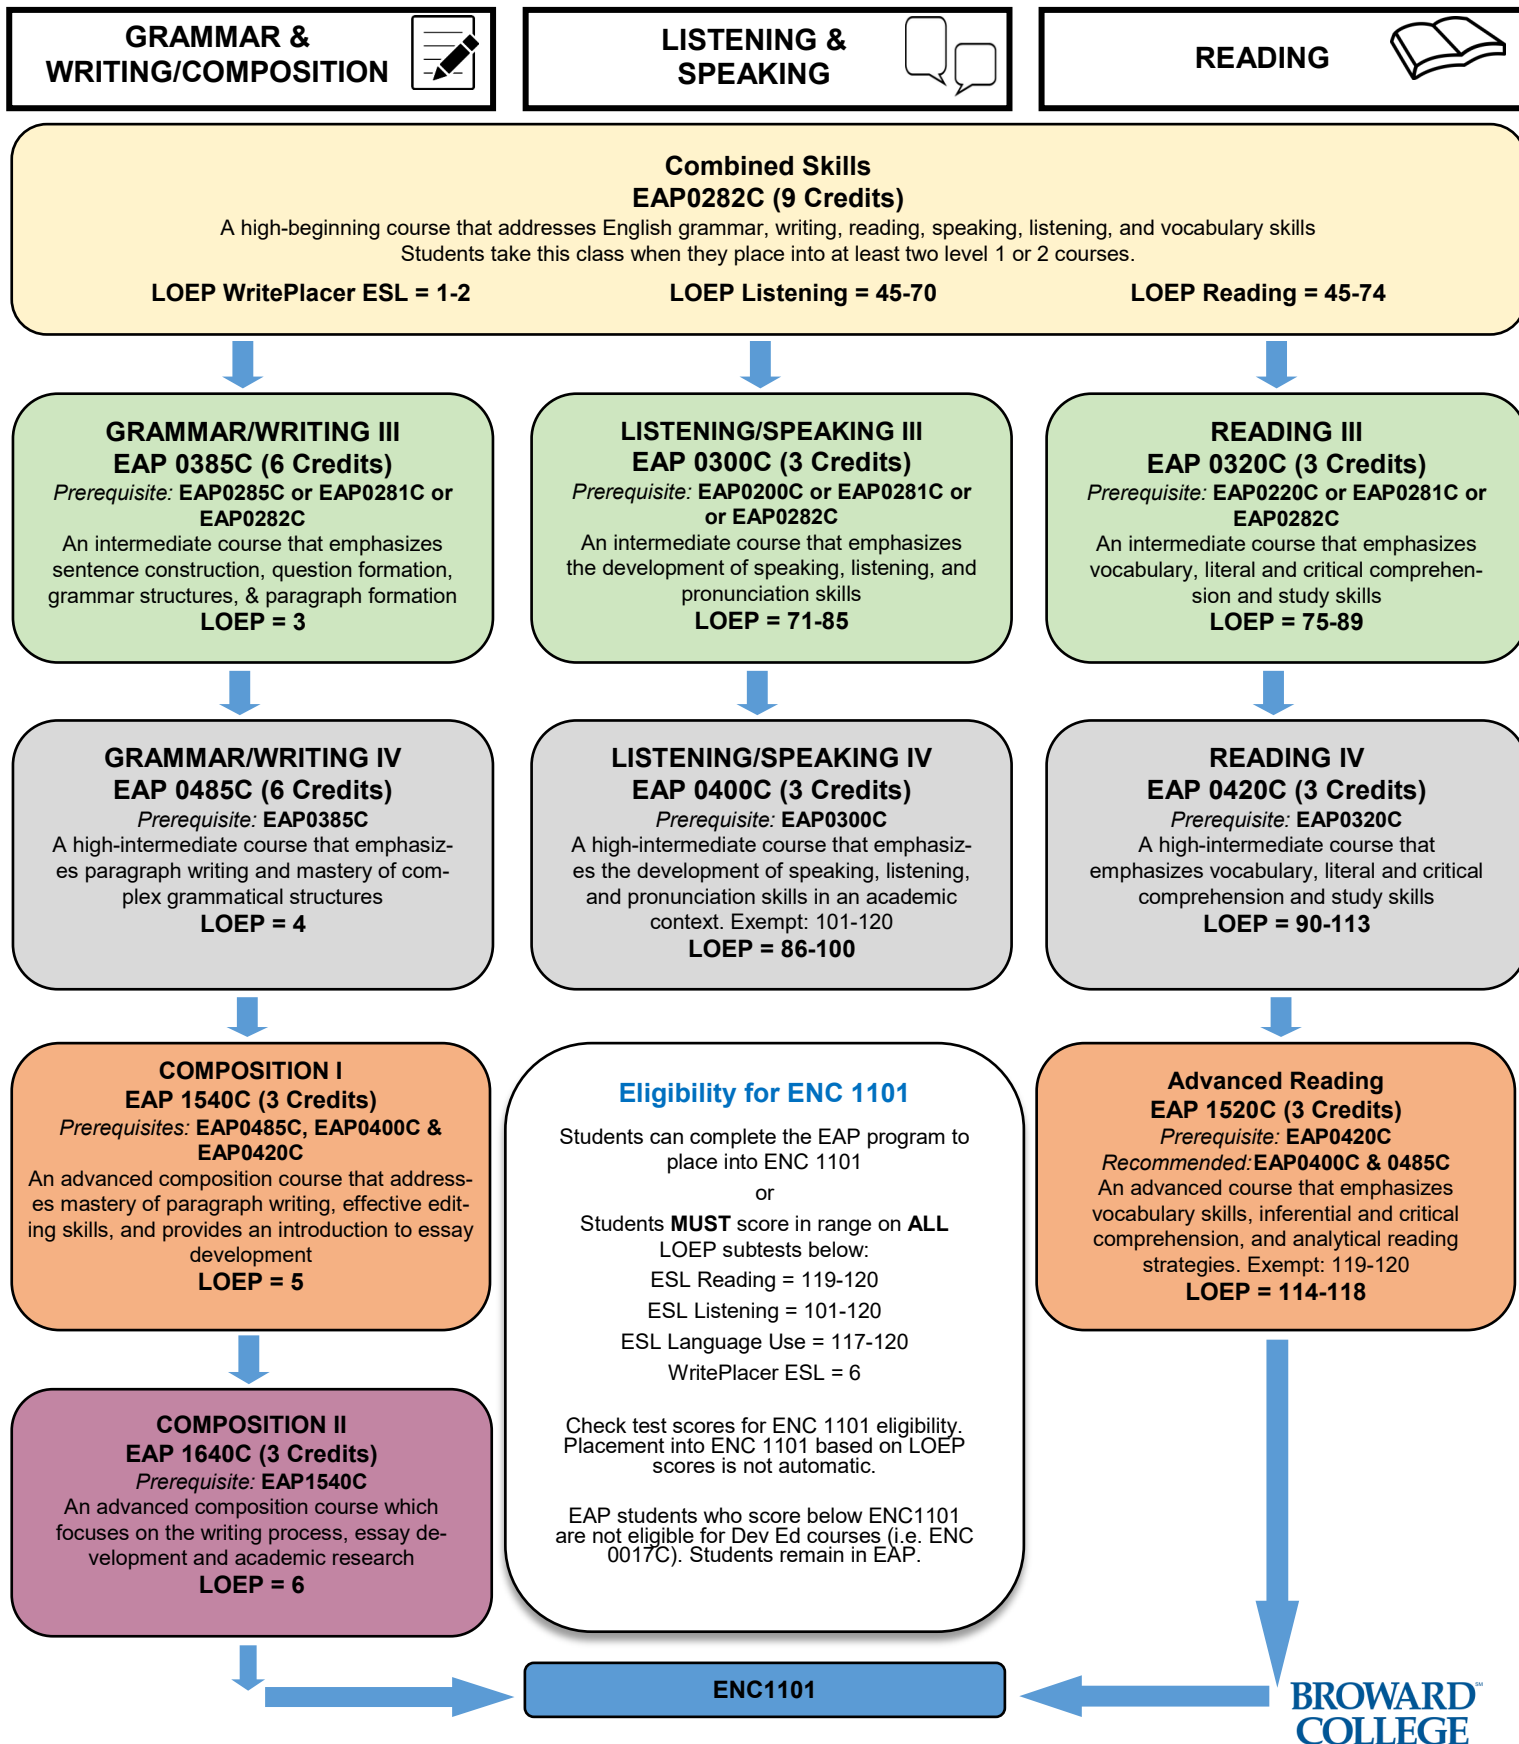 GRAMMAR &
WRITING/COMPOSITION
LISTENING &
SPEAKING
READING
Combined Skills
EAP0282C (9 Credits)
A high-beginning course that addresses English grammar, writing, reading, speaking, listening, and vocabulary skills
Students take this class when they place into at least two level 1 or 2 courses.
LOEP WritePlacer ESL = 1-2
LOEP Listening = 45-70
LOEP Reading = 45-74
GRAMMAR/WRITING III
EAP 0385C (6 Credits)
Prerequisite: EAP0285C or EAP0281C or
EAP0282C
An intermediate course that emphasizes
sentence construction, question formation,
grammar structures, & paragraph formation
LOEP = 3
LISTENING/SPEAKING III
EAP 0300C (3 Credits)
Prerequisite: EAP0200C or EAP0281C or
or EAP0282C
An intermediate course that emphasizes
the development of speaking, listening, and
pronunciation skills
LOEP = 71-85
READING III
EAP 0320C (3 Credits)
Prerequisite: EAP0220C or EAP0281C or
EAP0282C
An intermediate course that emphasizes
vocabulary, literal and critical comprehen-
sion and study skills
LOEP = 75-89
GRAMMAR/WRITING IV
EAP 0485C (6 Credits)
Prerequisite: EAP0385C
A high-intermediate course that emphasiz-
es paragraph writing and mastery of com-
plex grammatical structures
LOEP = 4
LISTENING/SPEAKING IV
EAP 0400C (3 Credits)
Prerequisite: EAP0300C
A high-intermediate course that emphasiz-
es the development of speaking, listening,
and pronunciation skills in an academic
context. Exempt: 101-120
LOEP = 86-100
READING IV
EAP 0420C (3 Credits)
Prerequisite: EAP0320C
A high-intermediate course that
emphasizes vocabulary, literal and critical
comprehension and study skills
LOEP = 90-113
COMPOSITION I
EAP 1540C (3 Credits)
Prerequisites: EAP0485C, EAP0400C &
EAP0420C
An advanced composition course that address-
es mastery of paragraph writing, effective edit-
ing skills, and provides an introduction to essay
development
LOEP = 5
Eligibility for ENC 1101
Students can complete the EAP program to
place into ENC 1101
or
Students MUST score in range on ALL
LOEP subtests below:
ESL Reading = 119-120
ESL Listening = 101-120
ESL Language Use = 117-120
WritePlacer ESL = 6
Check test scores for ENC 1101 eligibility.
Placement into ENC 1101 based on LOEP
scores is not automatic.
EAP students who score below ENC1101
are not eligible for Dev Ed courses (i.e. ENC
0017C). Students remain in EAP.
Advanced Reading
EAP 1520C (3 Credits)
Prerequisite: EAP0420C
Recommended:EAP0400C & 0485C
An advanced course that emphasizes
vocabulary skills, inferential and critical
comprehension, and analytical reading
strategies. Exempt: 119-120
LOEP = 114-118
COMPOSITION II
EAP 1640C (3 Credits)
Prerequisite: EAP1540C
An advanced composition course which
focuses on the writing process, essay de-
velopment and academic research
LOEP = 6
ENC1101
BROWARD℠
COLLEGE